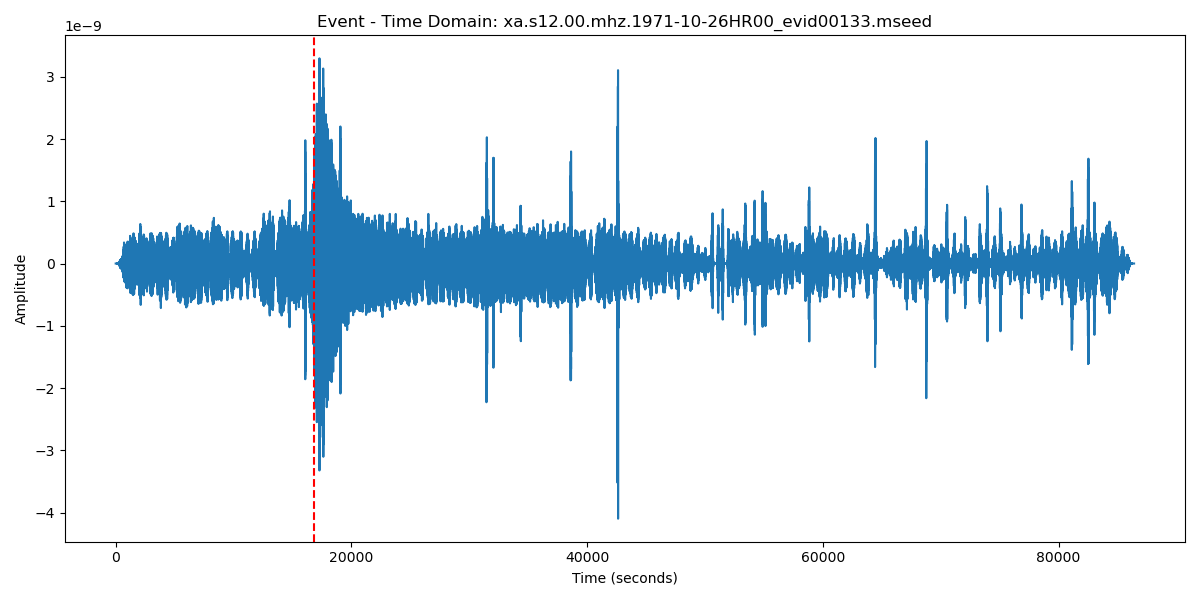 Event - Time Domain: xa.s12.00.mhz.1971-10-26HR00_evid00133.mseed
1e−9
3
2
1
0
−1
−2
−3
−4
Amplitude
0 20000 40000 60000 80000
Time (seconds)